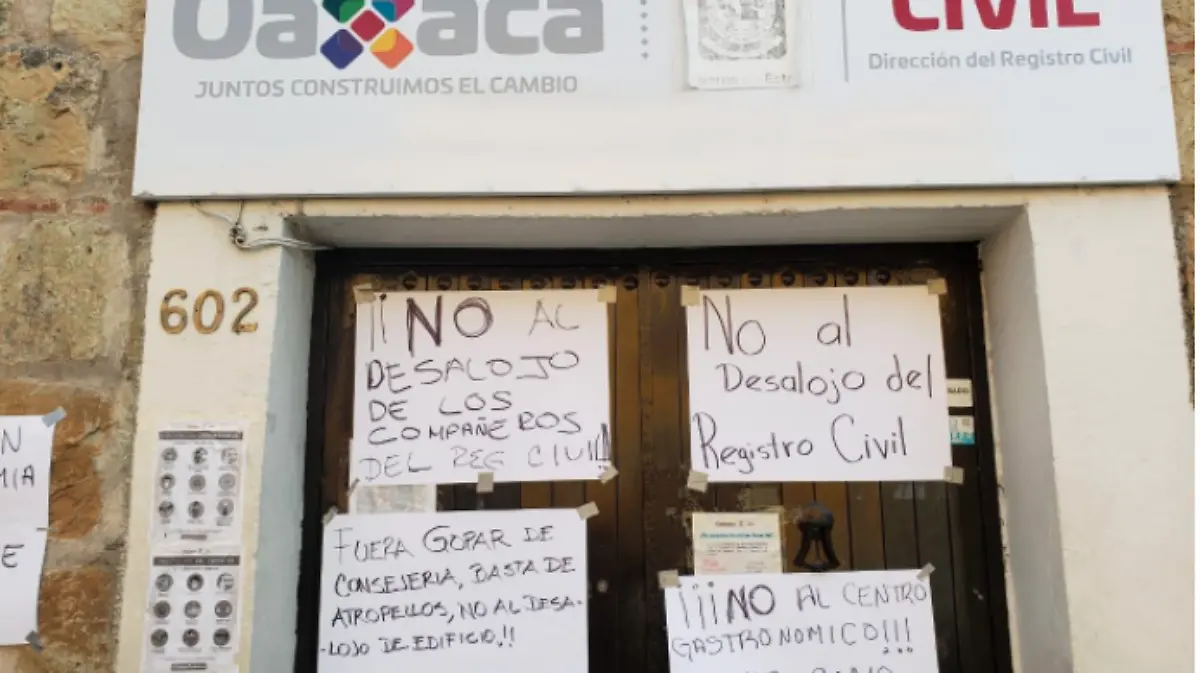 Oaxaca
JUNTOS CONSTRUIMOS EL CAMBIO
CIVIL
Dirección del Registro Civil
602
¡¡NO AL
DESALOJO
DE LOS
COMPAÑEROS
DEL REG CIVIL!!
No al
Desalojo del
Registro Civil
FUERA GOPAR DE
CONSEJERIA, BASTA DE
ATROPELLOS, NO AL DESA-
-LOJO DE EDIFICIO,!!
¡¡¡NO AL CENTRO
GASTRONOMICO!!!
N
MIA
E